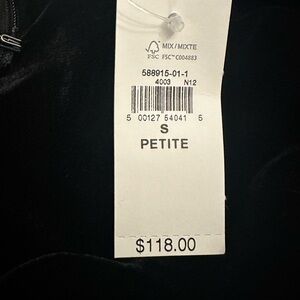 MIX/MIXTE
FSC FSC™ C004883
588915-01-1
4003 N12
5 00127 54041 5
S
PETITE
$118.00